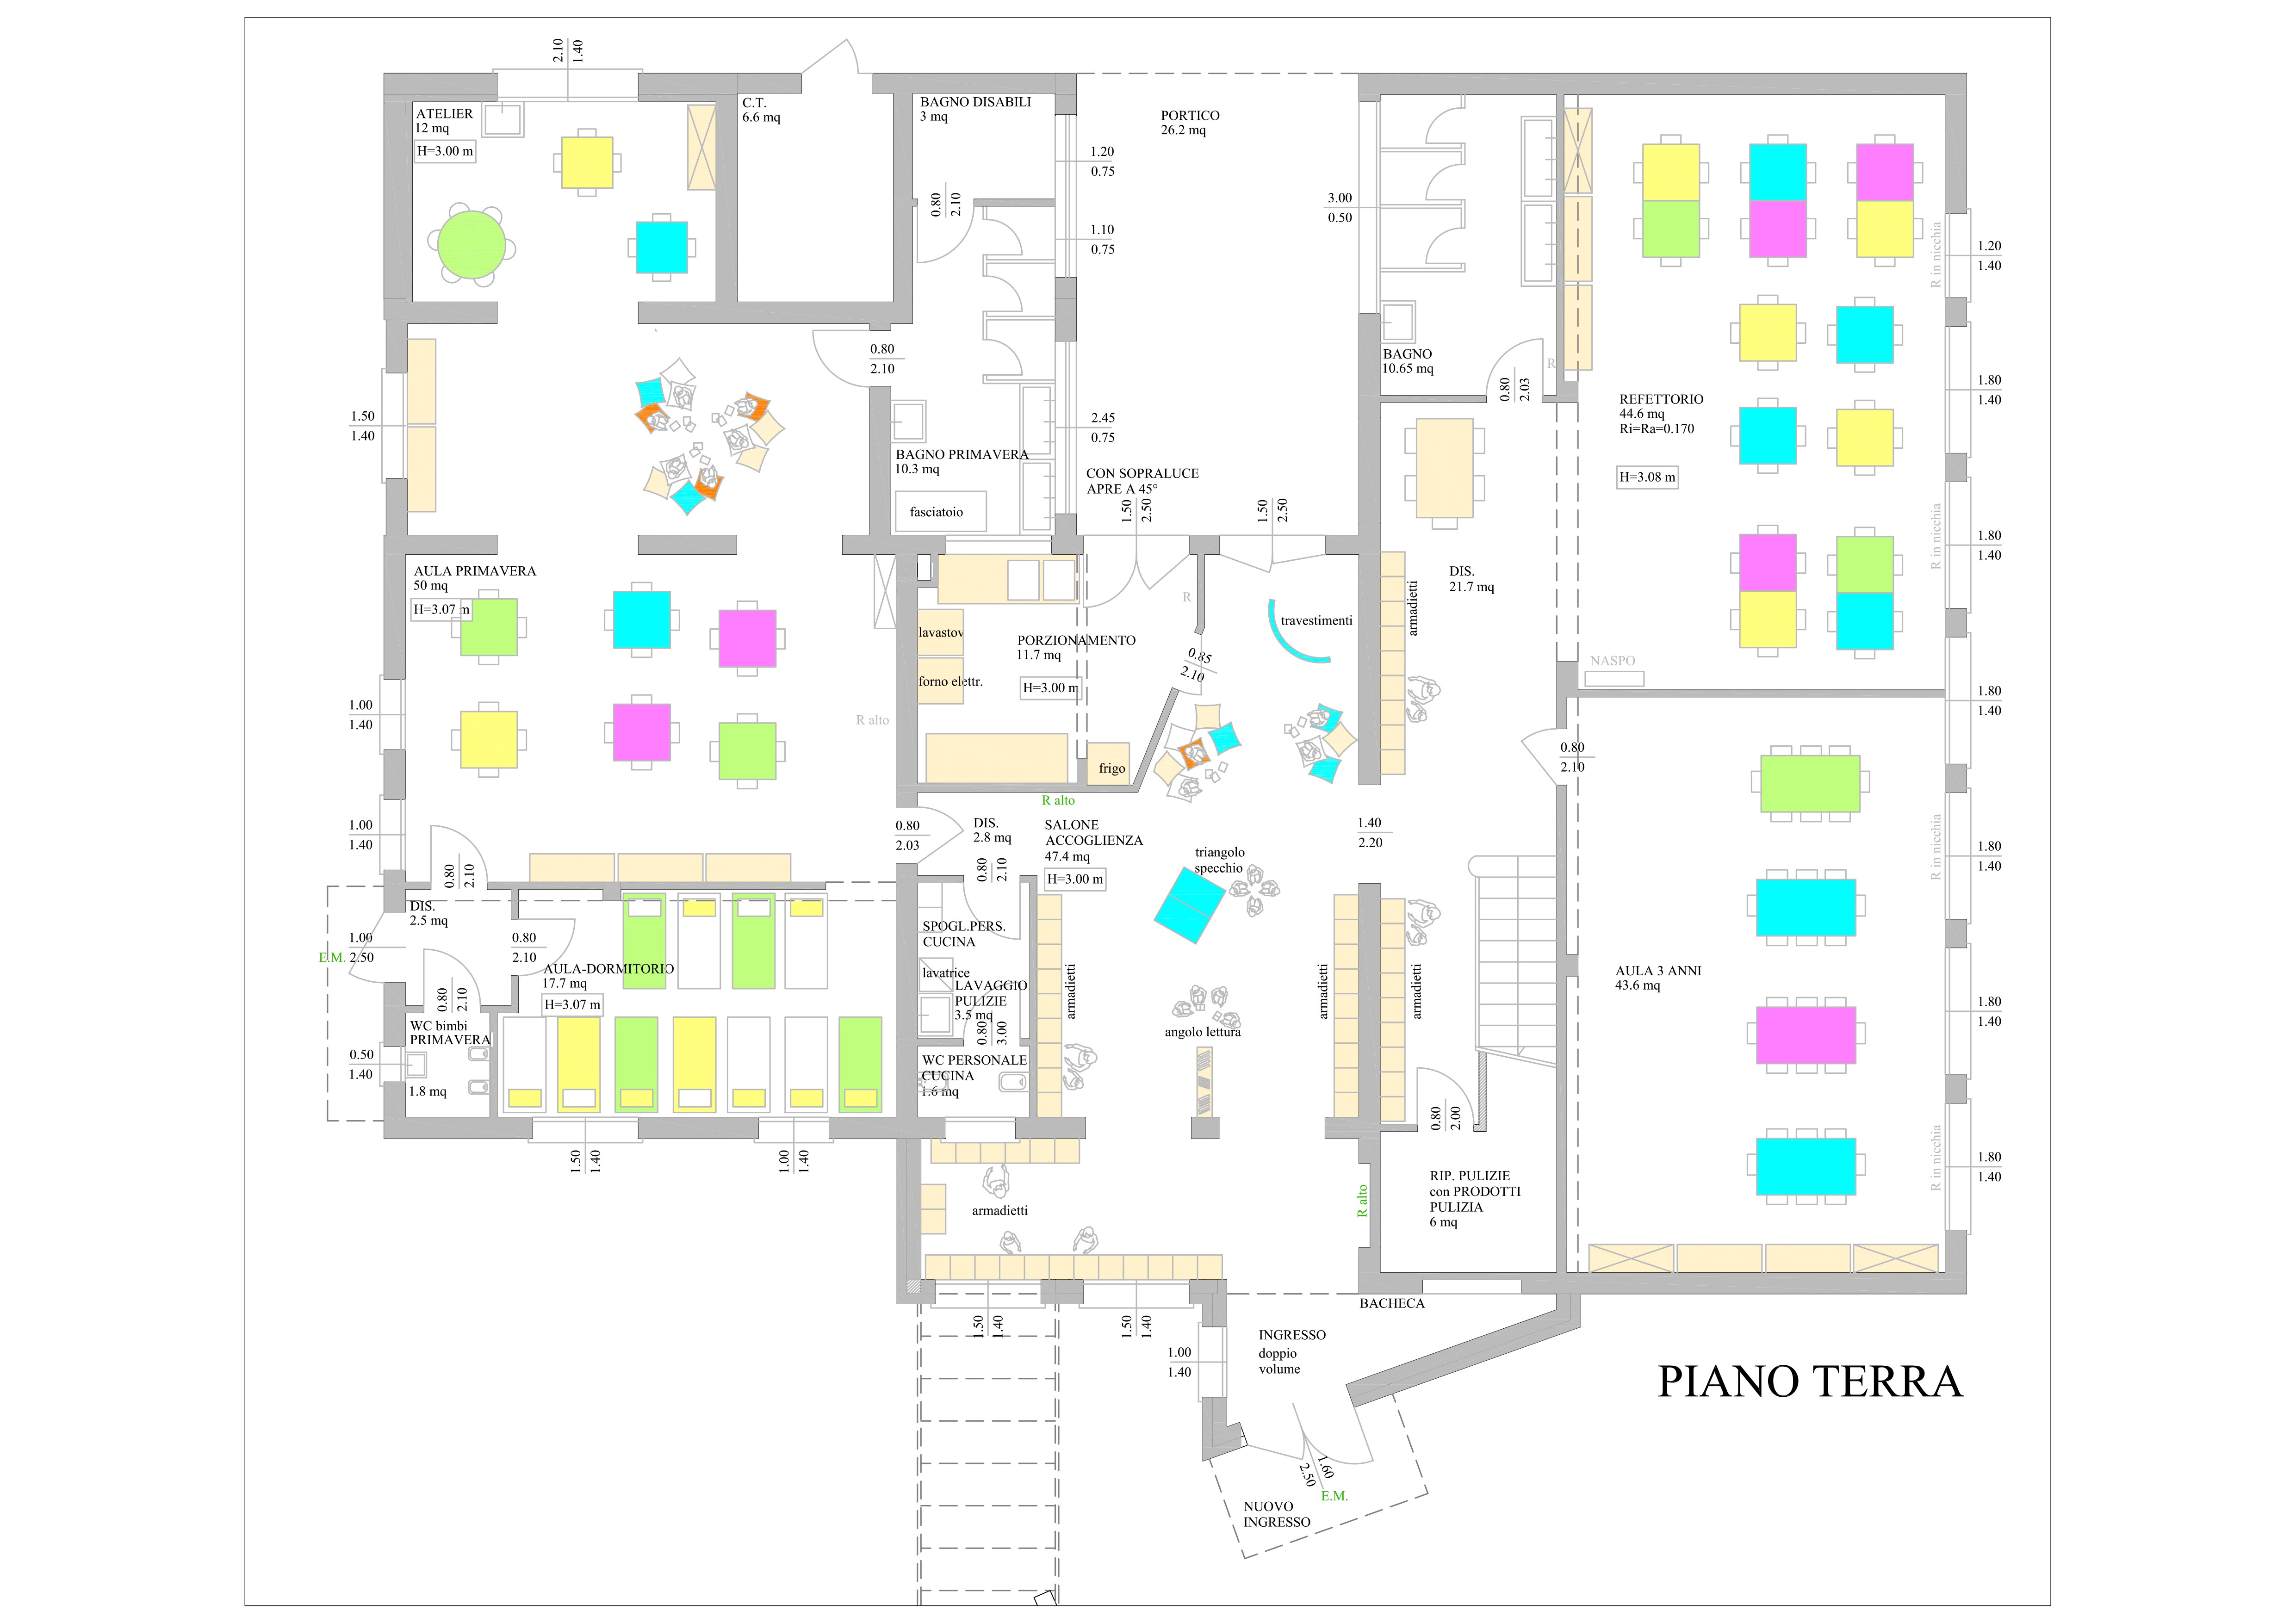 2.10
1.40
ATELIER
12 mq
H=3.00 m
C.T.
6.6 mq
BAGNO DISABILI
3 mq
0.80
2.10
1.20
0.75
1.10
0.75
2.45
0.75
PORTICO
26.2 mq
CON SOPRALUCE
APRE A 45°
1.50
2.50
1.50
2.50
3.00
0.50
BAGNO
10.65 mq
0.80
2.03
R
REFETTORIO
44.6 mq
Ri=Ra=0.170
H=3.08 m
NASPO
R in nicchia
1.20
1.40
1.80
1.40
R in nicchia
1.80
1.40
1.80
1.40
R in nicchia
1.80
1.40
1.80
1.40
R in nicchia
1.80
1.40
1.50
1.40
0.80
2.10
BAGNO PRIMAVERA
10.3 mq
fasciatoio
AULA PRIMAVERA
50 mq
H=3.07 m
R alto
1.00
1.40
1.00
1.40
0.80
2.10
lavastov
forno elettr.
PORZIONAMENTO
11.7 mq
H=3.00 m
frigo
R
0.85
2.10
travestimenti
armadietti
DIS.
21.7 mq
0.80
2.10
R alto
0.80
2.03
DIS.
2.8 mq
0.80
2.10
SALONE
ACCOGLIENZA
47.4 mq
H=3.00 m
triangolo
specchio
1.40
2.20
DIS.
2.5 mq
1.00
E.M. 2.50
0.80
2.10
0.80
2.10
AULA-DORMITORIO
17.7 mq
H=3.07 m
WC bimbi
PRIMAVERA
1.8 mq
0.50
1.40
SPOGL.PERS.
CUCINA
lavatrice
LAVAGGIO
PULIZIE
3.5 mq
0.80
3.00
WC PERSONALE
CUCINA
1.6 mq
armadietti
angolo lettura
armadietti
armadietti
AULA 3 ANNI
43.6 mq
0.80
2.00
1.50
1.40
1.00
1.40
armadietti
R alto
RIP. PULIZIE
con PRODOTTI
PULIZIA
6 mq
BACHECA
1.50
1.40
1.50
1.40
1.00
1.40
INGRESSO
doppio
volume
1.60
2.50
E.M.
NUOVO
INGRESSO
PIANO TERRA